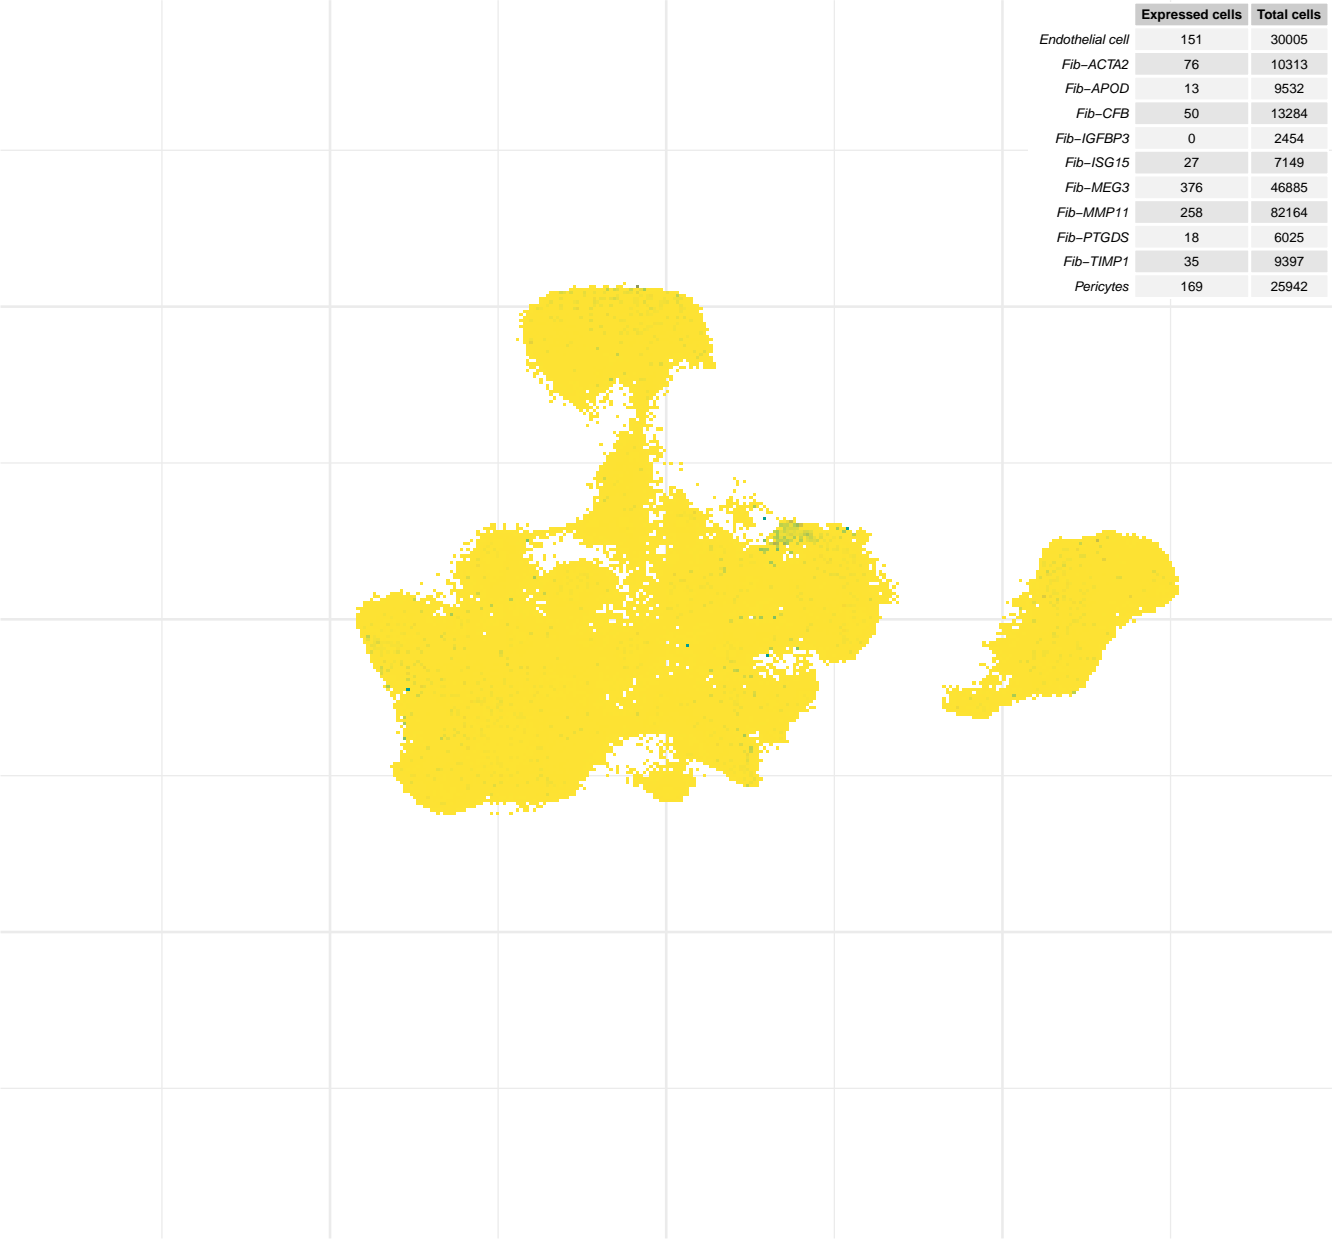 Expressed cells Total cells
Endothelial cell 151 30005
Fib−ACTA2 76 10313
Fib−APOD 13 9532
Fib−CFB 50 13284
Fib−IGFBP3 0 2454
Fib−ISG15 27 7149
Fib−MEG3 376 46885
Fib−MMP11 258 82164
Fib−PTGDS 18 6025
Fib−TIMP1 35 9397
Pericytes 169 25942